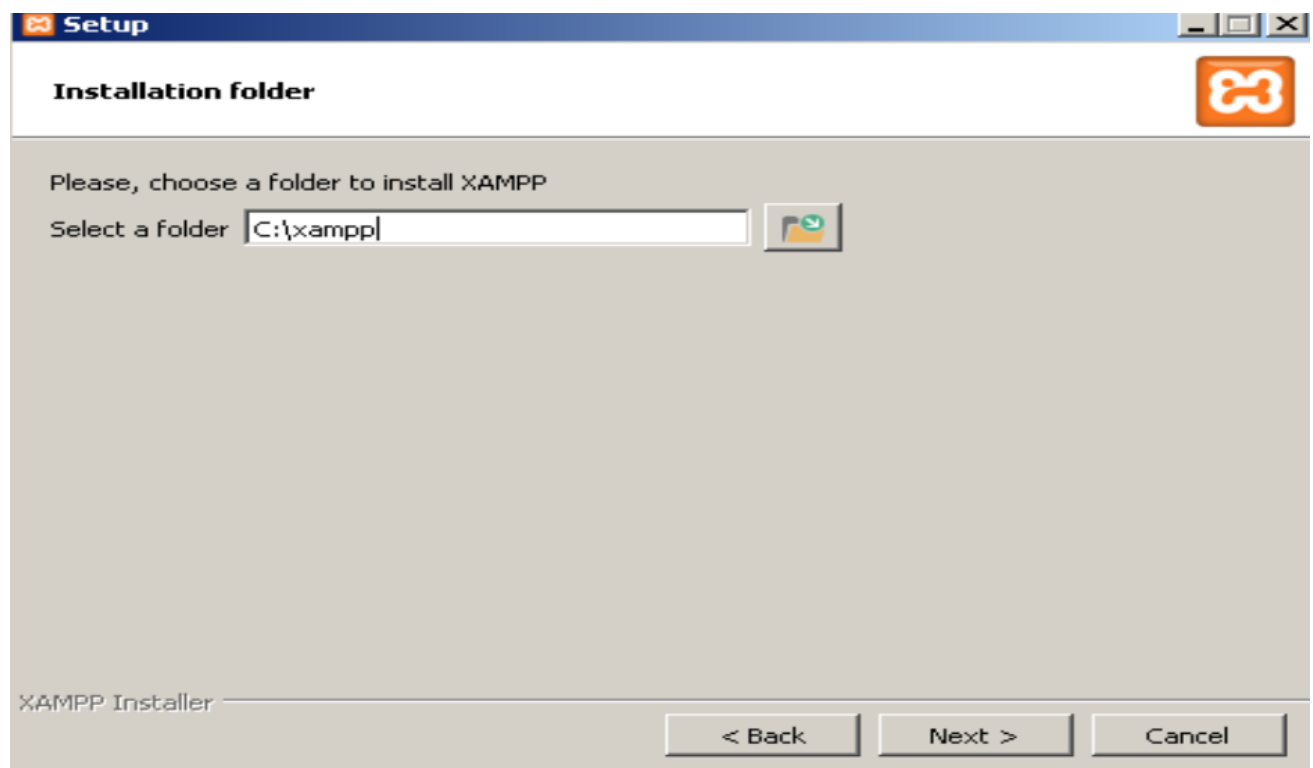 Setup
Installation folder
Please, choose a folder to install XAMPP
Select a folder C:\xampp
XAMPP Installer
< Back Next > Cancel